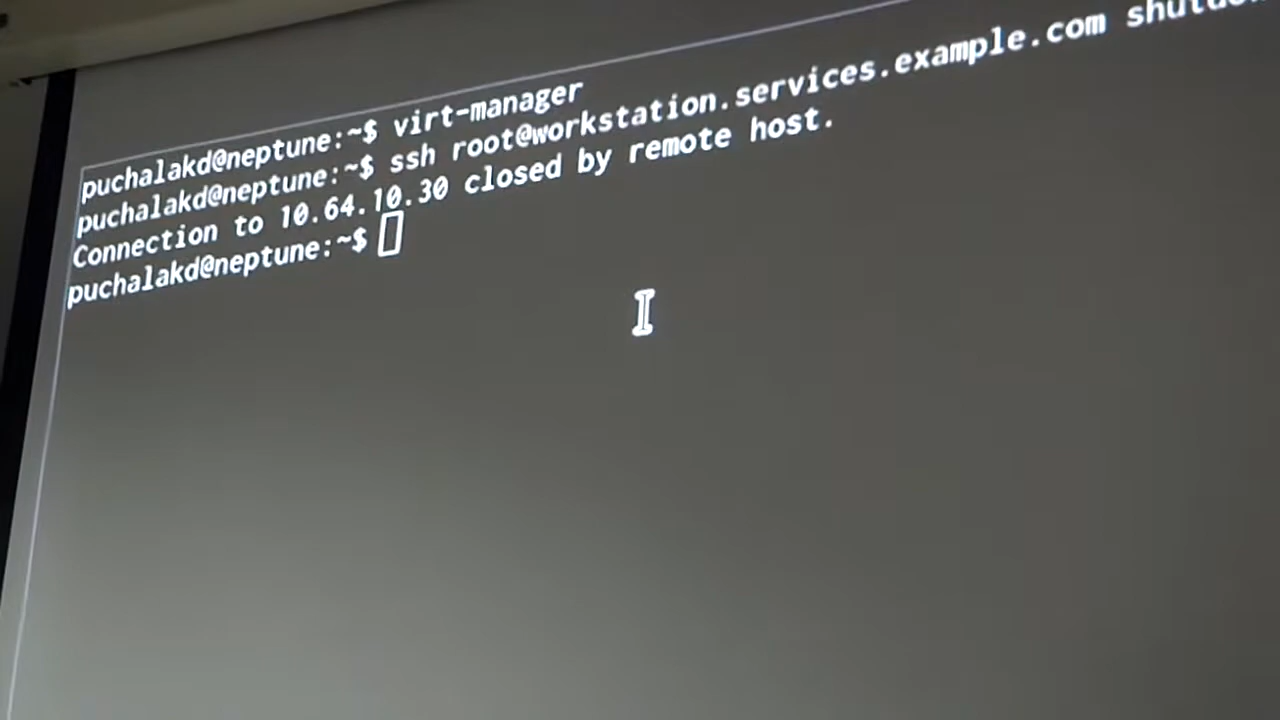 puchalakd@neptune:~$ virt-manager
puchalakd@neptune:~$ ssh root@workstation.services.example.com
Connection to 10.64.10.30 closed by remote host.
puchalakd@neptune:~$